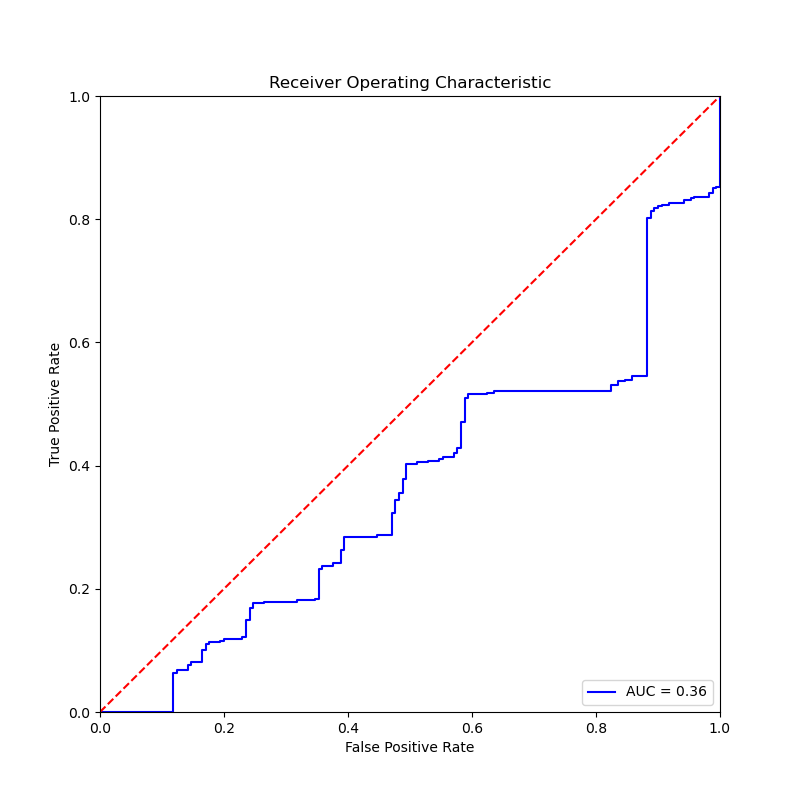 Receiver Operating Characteristic
True Positive Rate
1.0
0.8
0.6
0.4
0.2
0.0
0.0 0.2 0.4 0.6 0.8 1.0
False Positive Rate
AUC = 0.36